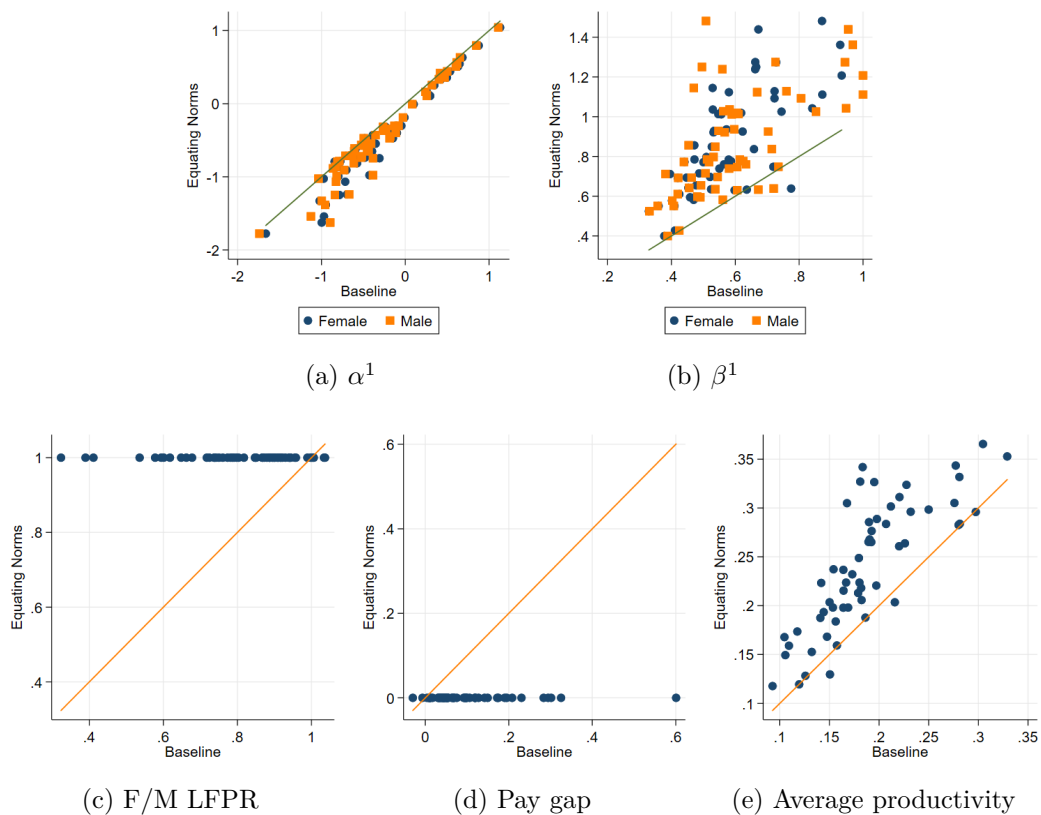 Equating Norms
1
0
-1
-2
-2
-1
0
1
Baseline
Female
Male
(a) α¹
Equating Norms
1.4
1.2
1
.8
.6
.4
.2
.4
.6
.8
1
Baseline
Female
Male
(b) β¹
Equating Norms
1
.8
.6
.4
.4
.6
.8
1
Baseline
(c) F/M LFPR
Equating Norms
.6
.4
.2
0
0
.2
.4
.6
Baseline
(d) Pay gap
Equating Norms
.35
.3
.25
.2
.15
.1
.1
.15
.2
.25
.3
.35
Baseline
(e) Average productivity